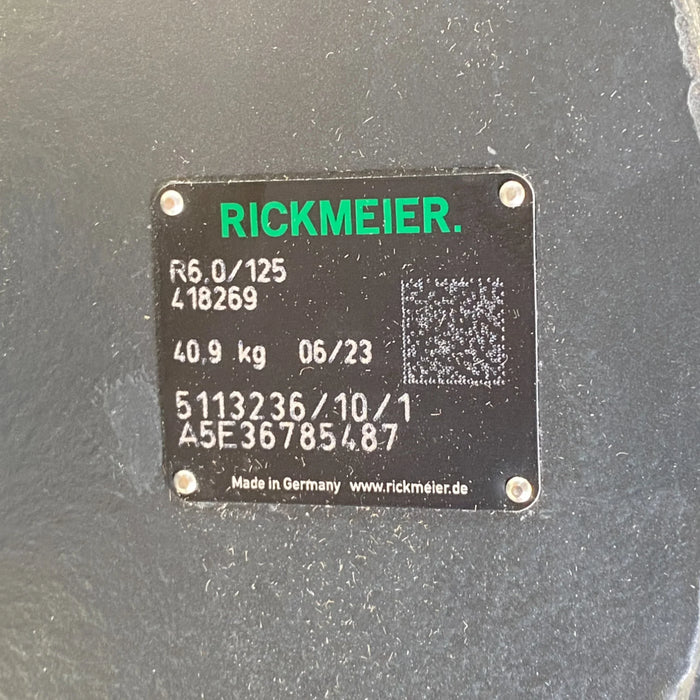 RICKMEIER.
R6.0/125
418269
40.9 kg 06/23
5113236/10/1
A5E36785487
Made in Germany www.rickmeier.de